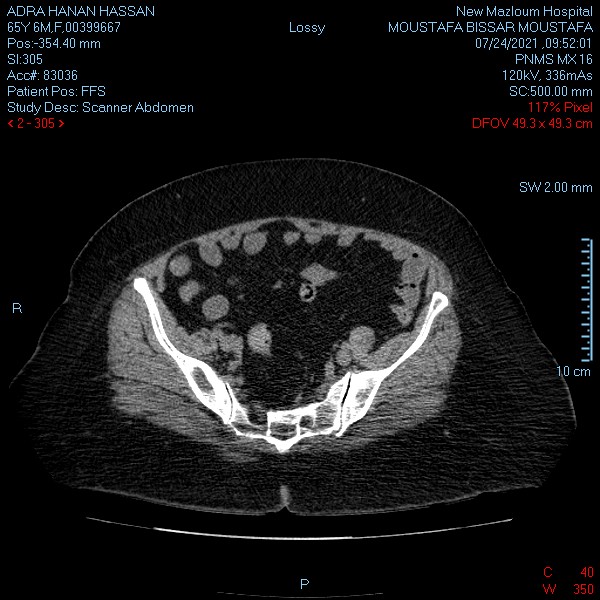 ADRA HANAN HASSAN
65Y 6M,F,00399667
Pos:-354.40 mm
SI:305
Acc#: 83036
Patient Pos: FFS
Study Desc: Scanner Abdomen
< 2 - 305 >
Lossy
New Mazloum Hospital
MOUSTAFA BISSAR MOUSTAFA
07/24/2021 ,09:52:01
PNMS MX 16
120kV, 336mAs
SC:500.00 mm
117% Pixel
DFOV 49.3 x 49.3 cm
SW 2.00 mm
R
10 cm
P
C 40
W 350